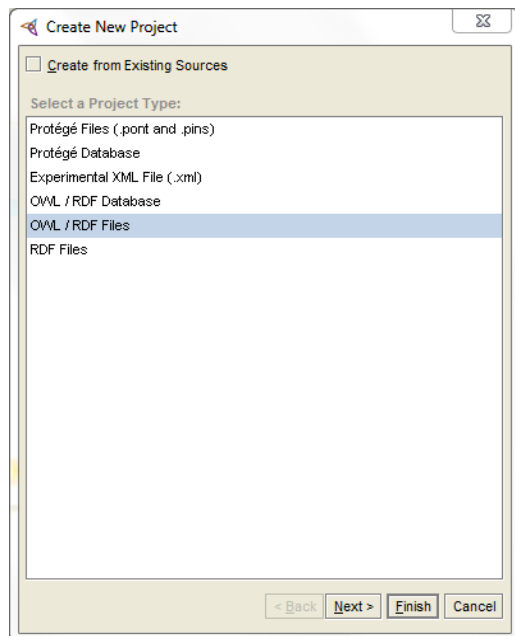 Create New Project
Create from Existing Sources
Select a Project Type:
Protégé Files (.pont and .pins)
Protégé Database
Experimental XML File (.xml)
OWL / RDF Database
OWL / RDF Files
RDF Files
< Back Next > Finish Cancel